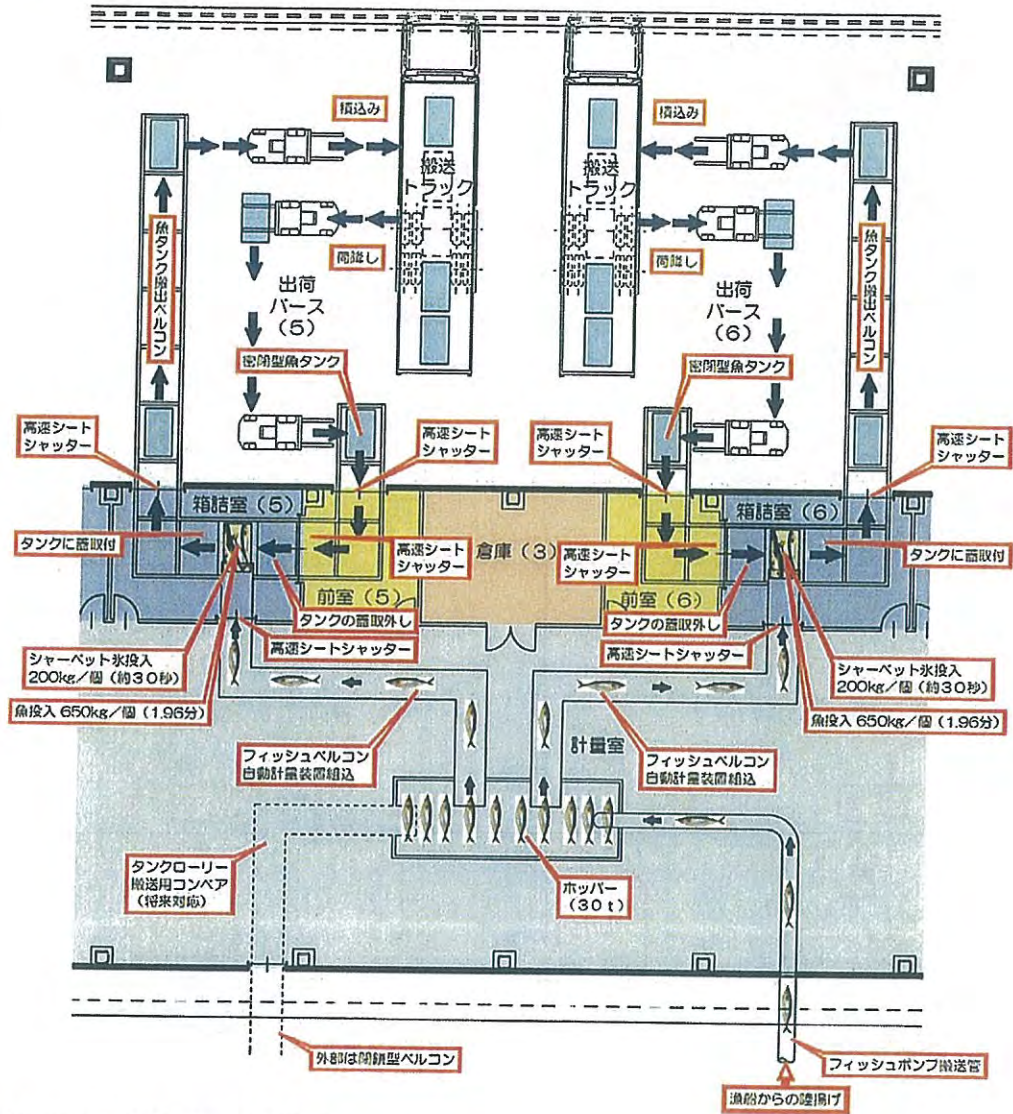 積込み
積込み
搬送
トラック
搬送
トラック
荷降し
荷降し
魚タンク搬出ベルコン
魚タンク搬出ベルコン
出荷
バース
(5)
出荷
バース
(6)
密閉型魚タンク
密閉型魚タンク
高速シート
シャッター
高速シート
シャッター
高速シート
シャッター
高速シート
シャッター
箱詰室(5)
箱詰室(6)
タンクに蓋取付
高速シート
シャッター
倉庫(3)
高速シート
シャッター
タンクに蓋取付
前室(5)
前室(6)
タンクの蓋取外し
タンクの蓋取外し
高速シートシャッター
高速シートシャッター
シャーベット氷投入
200kg/個(約30秒)
シャーベット氷投入
200kg/個(約30秒)
魚投入 650kg/個(1.96分)
魚投入 650kg/個(1.96分)
計量室
フィッシュベルコン
自動計量装置組込
フィッシュベルコン
自動計量装置組込
タンクローリー
搬送用コンベア
(将来対応)
ホッパー
(30t)
外部は閉鎖型ベルコン
フィッシュポンプ搬送管
漁船からの陸揚げ